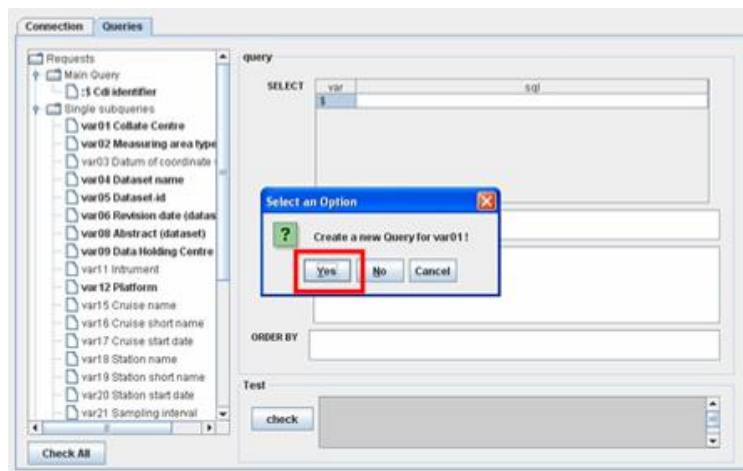 Connection Queries
Requests
Main Query
:$ Cdi identifier
Single subqueries
var01 Collate Centre
var02 Measuring area type
var03 Datum of coordinate
var04 Dataset name
var05 Dataset-id
var06 Revision date (datas
var08 Abstract (dataset)
var09 Data Holding Centre
var11 Intrument
var12 Platform
var15 Cruise name
var16 Cruise short name
var17 Cruise start date
var18 Station name
var19 Station short name
var20 Station start date
var21 Sampling interval
Check All
query
SELECT var sql
$
Select an Option
? Create a new Query for var01 !
Yes No Cancel
ORDER BY
Test
check